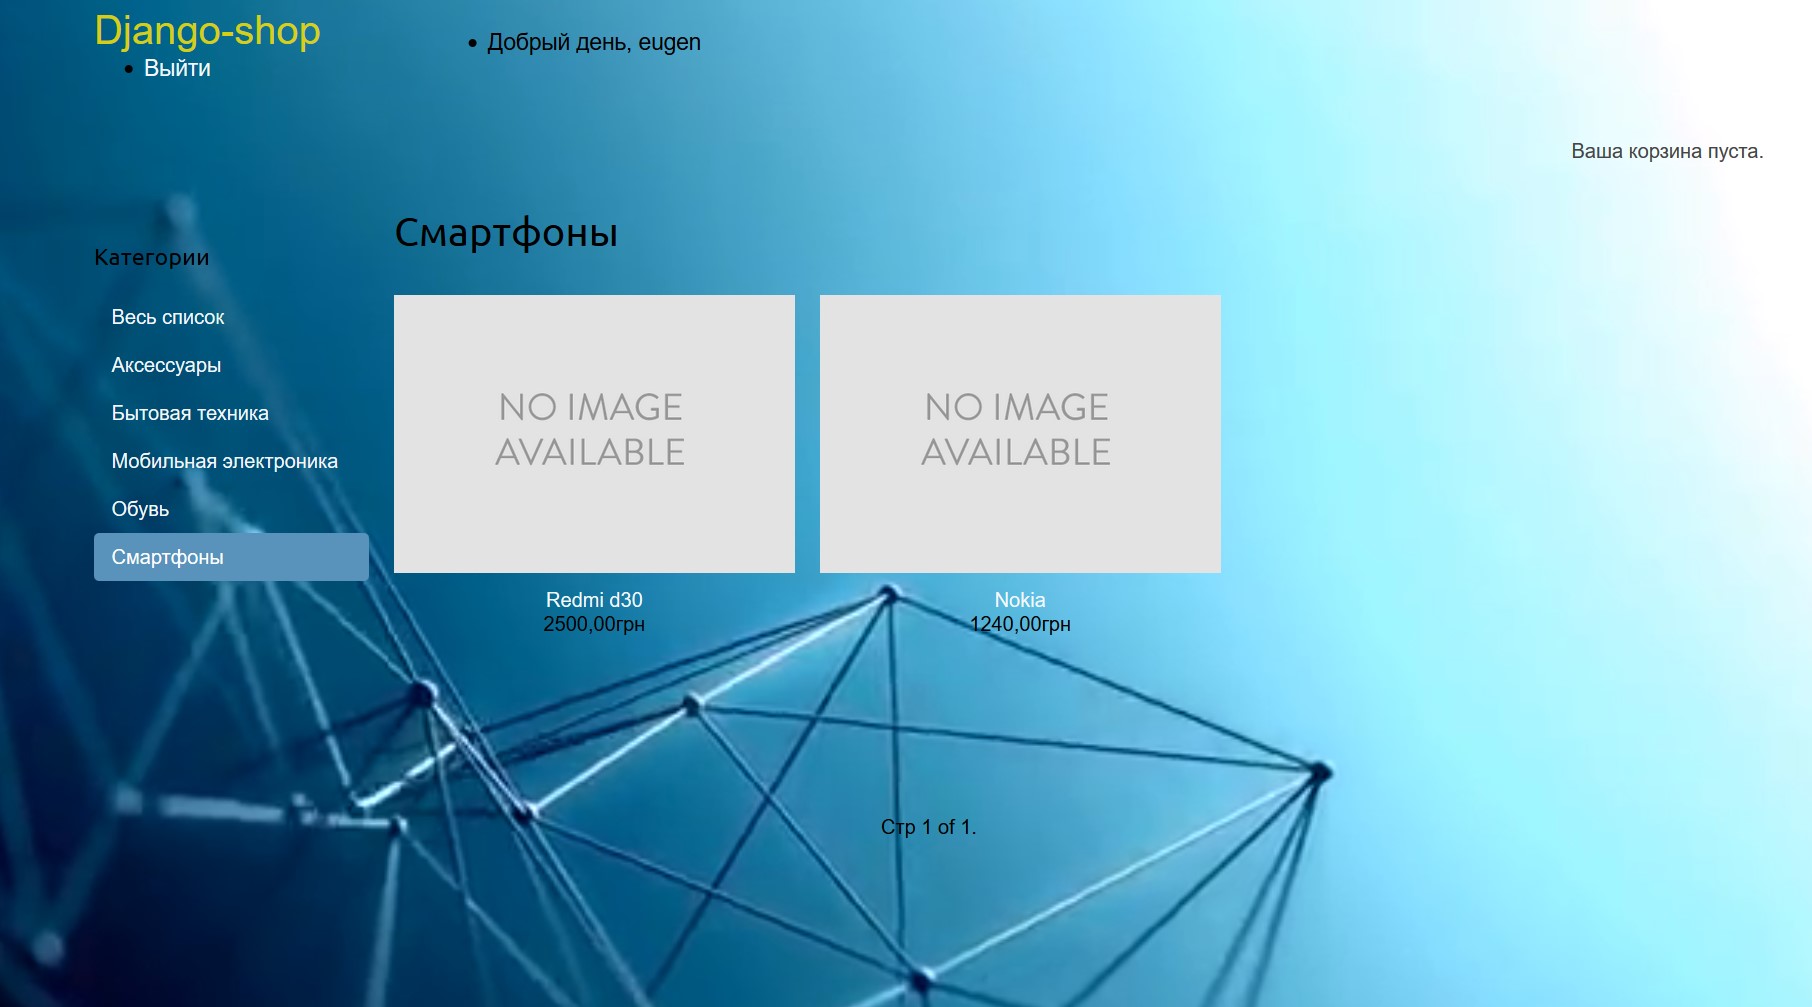 Django-shop
Добрый день, eugen
Выйти
Ваша корзина пуста.
Смартфоны
Категории
Весь список
Аксессуары
Бытовая техника
Мобильная электроника
Обувь
Смартфоны
NO IMAGE
AVAILABLE
Redmi d30
2500,00грн
NO IMAGE
AVAILABLE
Nokia
1240,00грн
Стр 1 of 1.